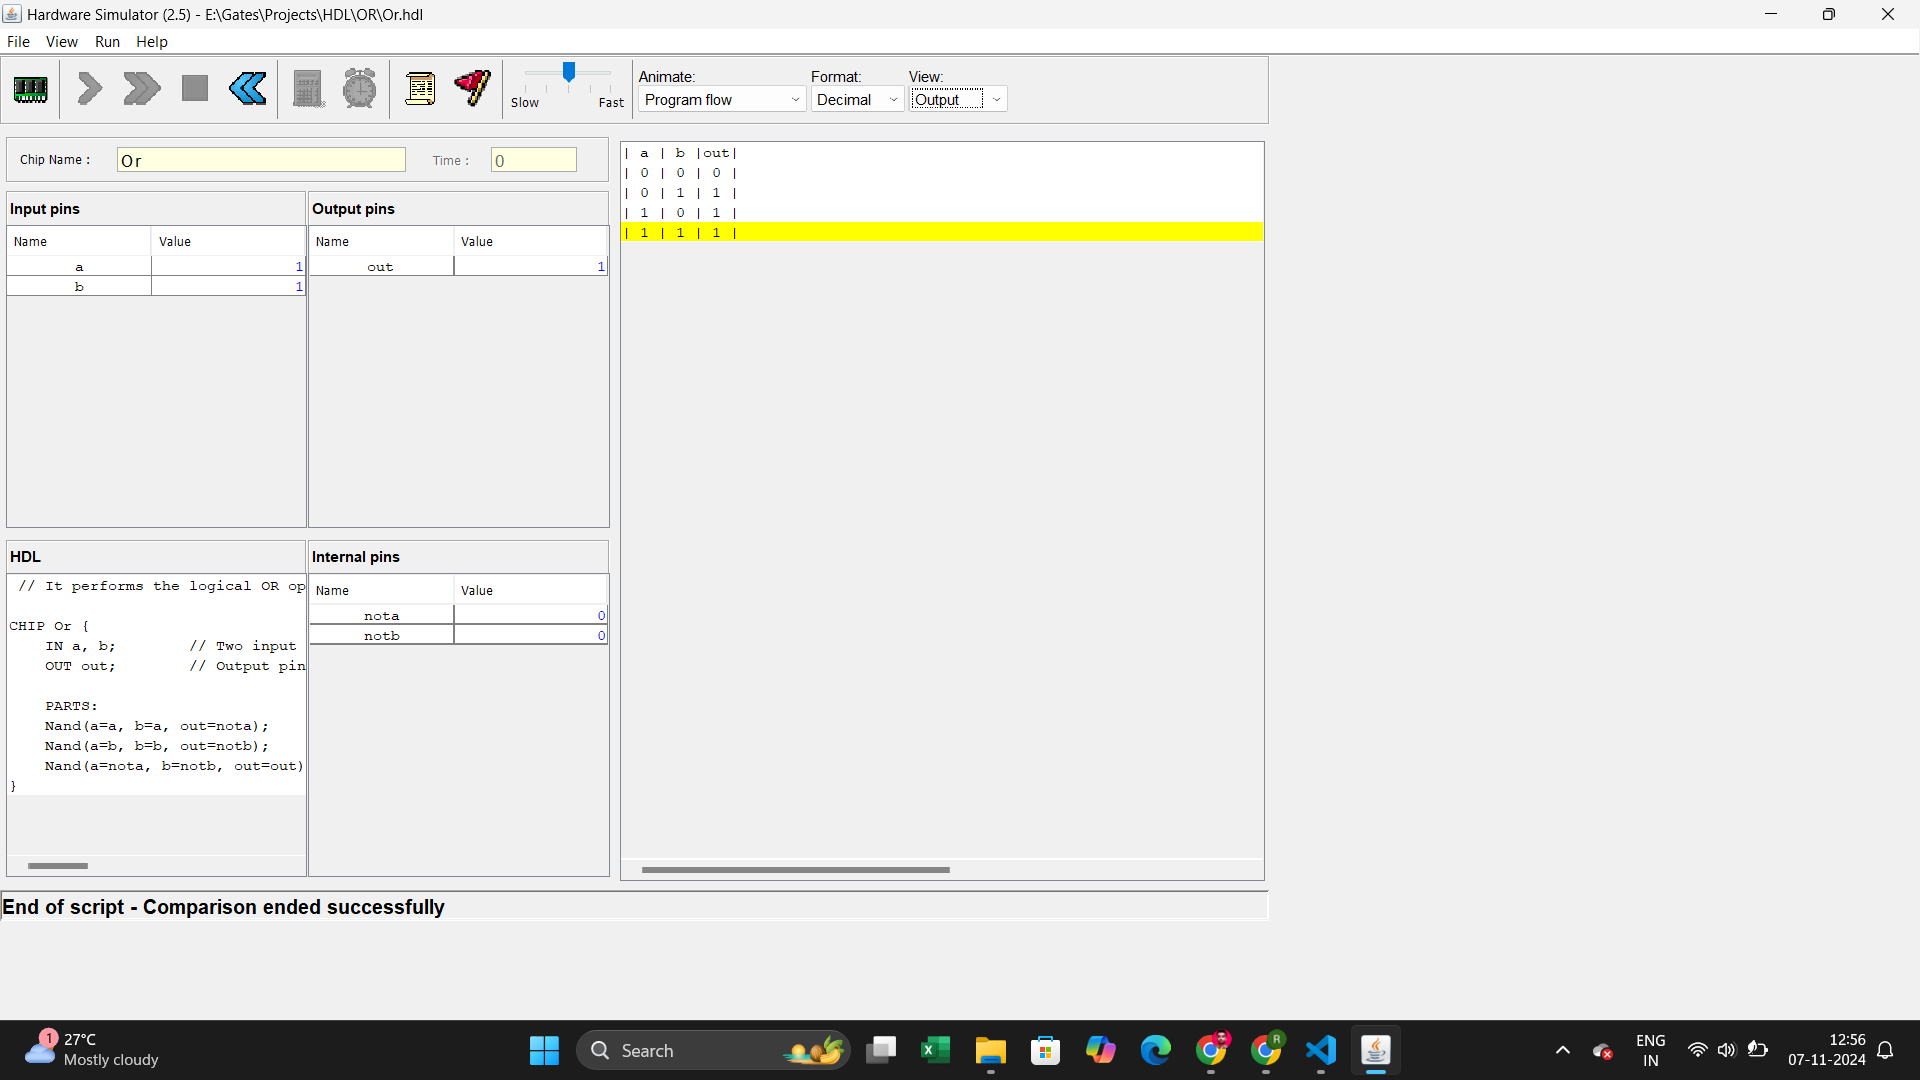 Hardware Simulator (2.5) - E:\Gates\Projects\HDL\OR\Or.hdl
File View Run Help
Slow Fast
Animate: Format: View:
Program flow Decimal Output
Chip Name : Or Time : 0
Input pins
Name Value
a 1
b 1
Output pins
Name Value
out 1
HDL
// It performs the logical OR op
CHIP Or {
IN a, b; // Two input
OUT out; // Output pin
PARTS:
Nand(a=a, b=a, out=nota);
Nand(a=b, b=b, out=notb);
Nand(a=nota, b=notb, out=out)
}
Internal pins
Name Value
nota 0
notb 0
| a | b |out|
| 0 | 0 | 0 |
| 0 | 1 | 1 |
| 1 | 0 | 1 |
| 1 | 1 | 1 |
End of script - Comparison ended successfully
1
27°C
Mostly cloudy
Search
R
ENG
IN
12:56
07-11-2024